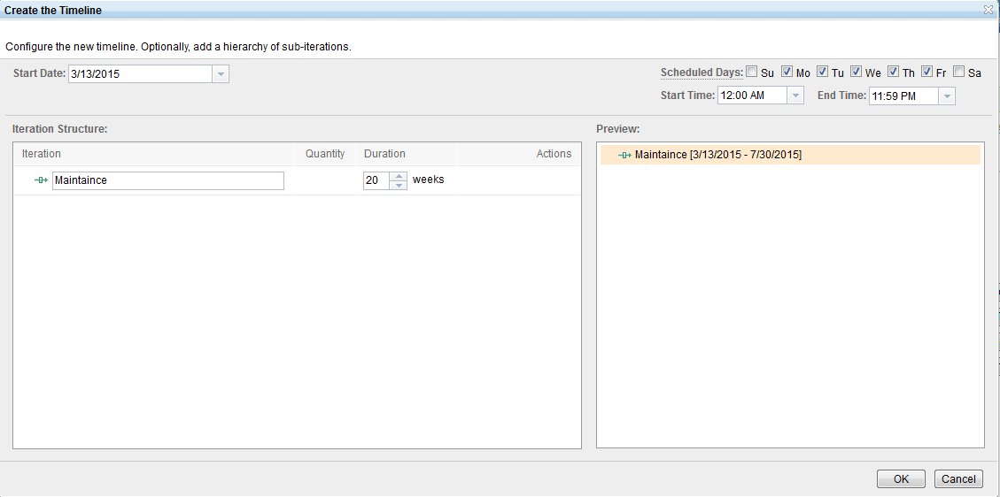 Create the Timeline
Configure the new timeline. Optionally, add a hierarchy of sub-iterations.
Start Date: 3/13/2015
Scheduled Days: Su Mo Tu We Th Fr Sa
Start Time: 12:00 AM End Time: 11:59 PM
Iteration Structure:
Iteration Quantity Duration Actions
Maintaince 20 weeks
Preview:
Maintaince [3/13/2015 - 7/30/2015]
OK Cancel